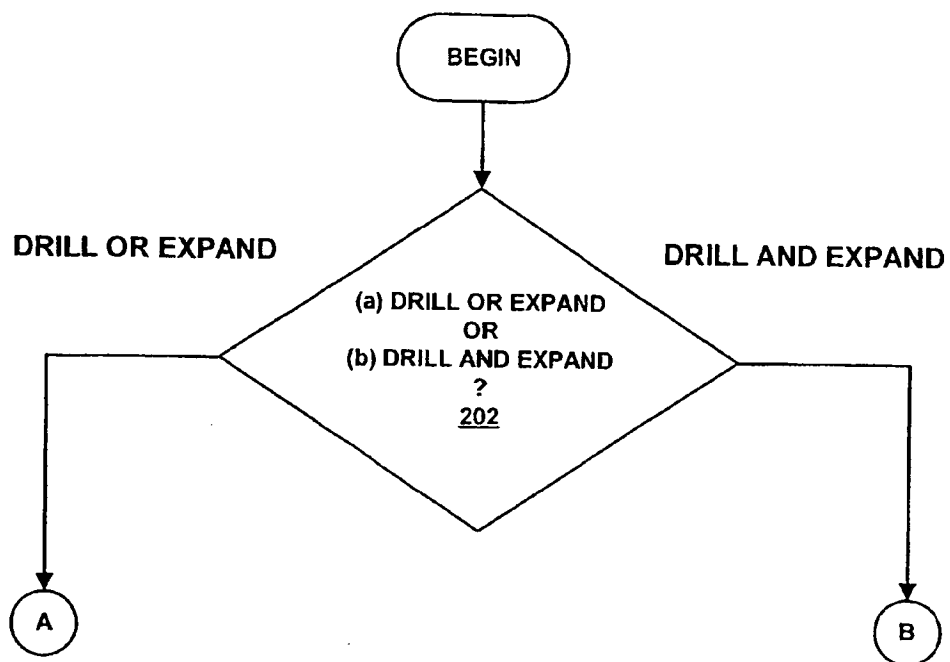 BEGIN
DRILL OR EXPAND
DRILL AND EXPAND
(a) DRILL OR EXPAND
OR
(b) DRILL AND EXPAND
?
202
A
B